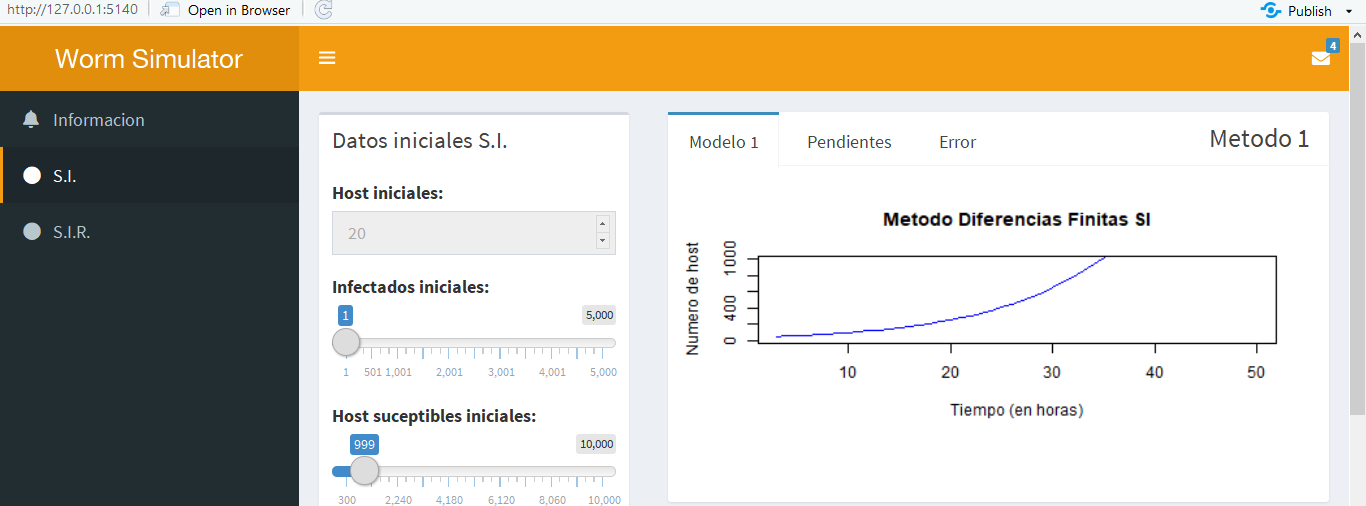 http://127.0.0.1:5140
Open in Browser
Publish
Worm Simulator
4
Informacion
S.I.
S.I.R.
Datos iniciales S.I.
Host iniciales:
20
Infectados iniciales:
1 5,000
1 501 1,001 2,001 3,001 4,001 5,000
Host suceptibles iniciales:
999 10,000
300 2,240 4,180 6,120 8,060 10,000
Modelo 1 Pendientes Error Metodo 1
Metodo Diferencias Finitas SI
Numero de host
1000
400
0
10 20 30 40 50
Tiempo (en horas)